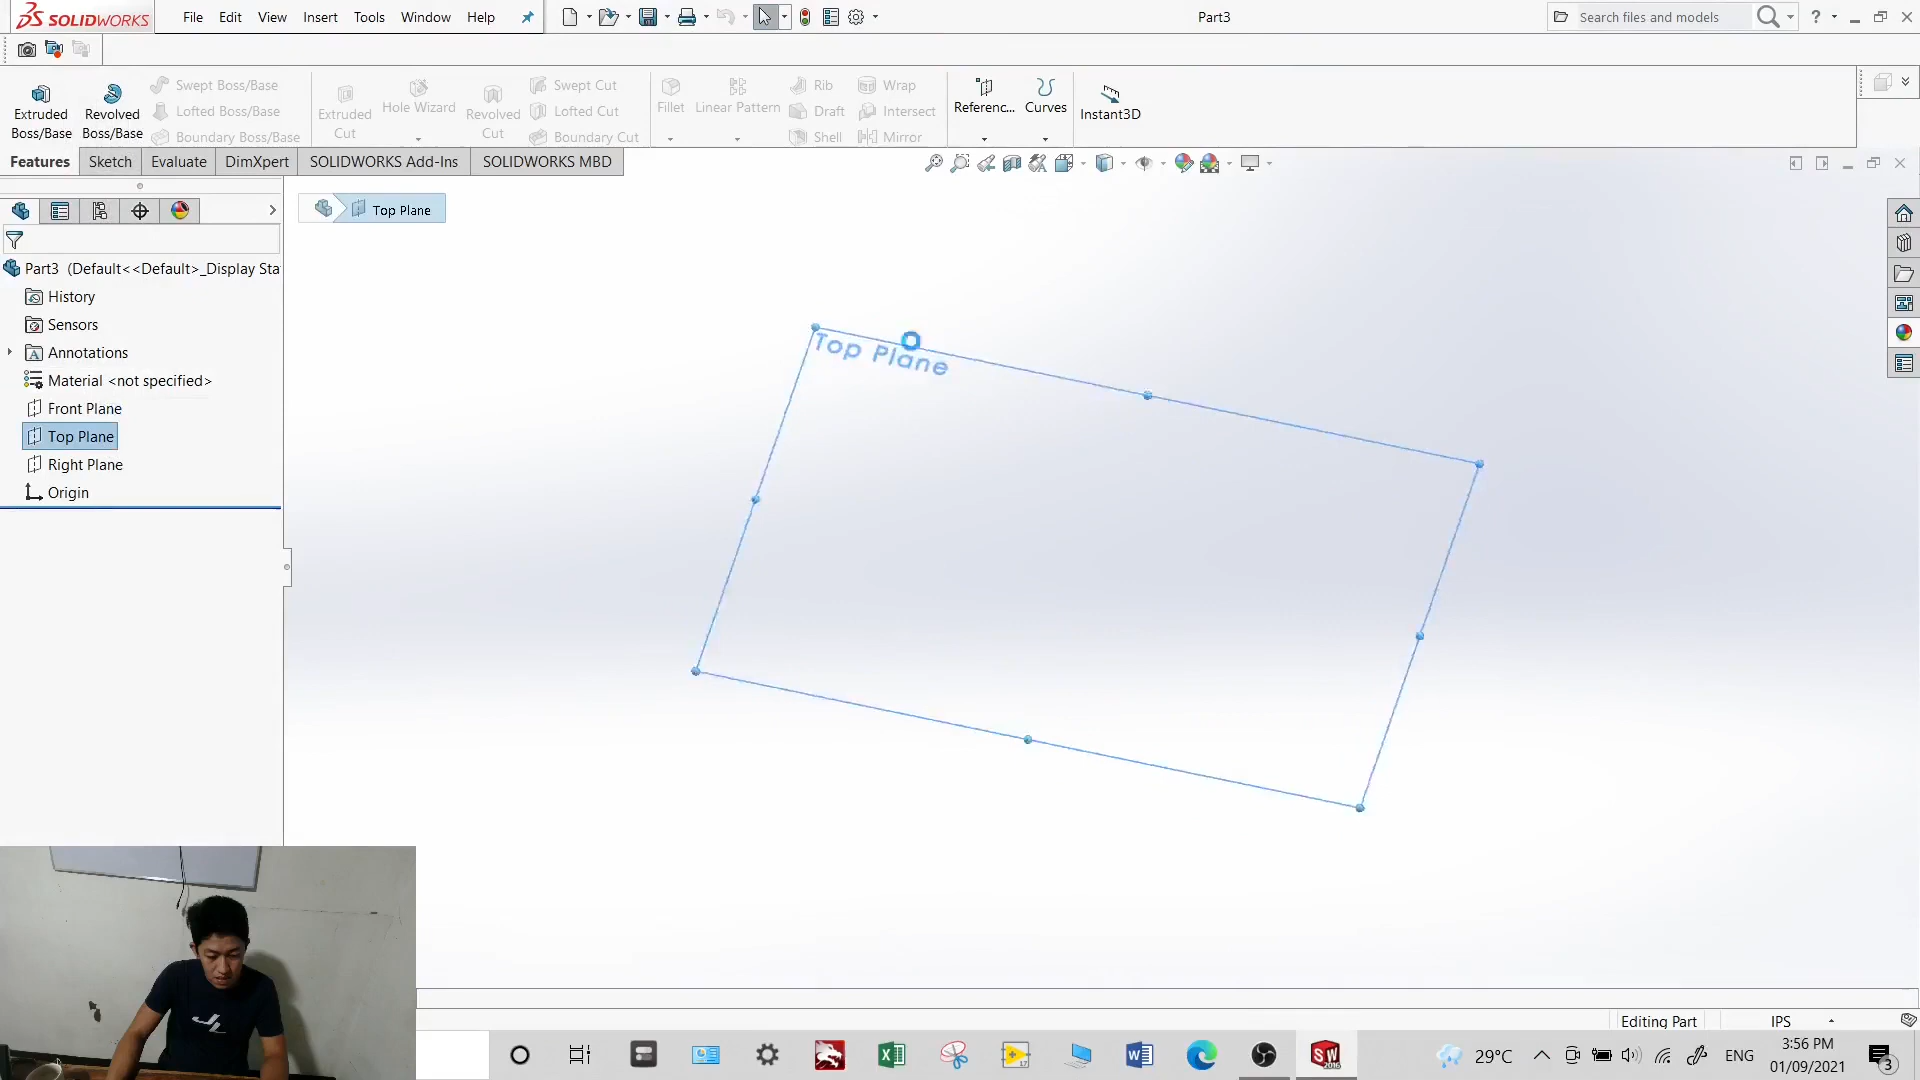 SOLIDWORKS File Edit View Insert Tools Window Help Part3 Search files and models ?
Extruded Boss/Base
Revolved Boss/Base
Swept Boss/Base
Lofted Boss/Base
Boundary Boss/Base
Extruded Cut
Hole Wizard
Revolved Cut
Swept Cut
Lofted Cut
Boundary Cut
Fillet
Linear Pattern
Rib
Draft
Shell
Wrap
Intersect
Mirror
Referenc...
Curves
Instant3D
Features Sketch Evaluate DimXpert SOLIDWORKS Add-Ins SOLIDWORKS MBD
Top Plane
Part3 (Default<<Default>_Display Sta
History
Sensors
Annotations
Material <not specified>
Front Plane
Top Plane
Right Plane
Origin
Top Plane
Editing Part IPS
29°C ENG 3:56 PM
01/09/2021
3